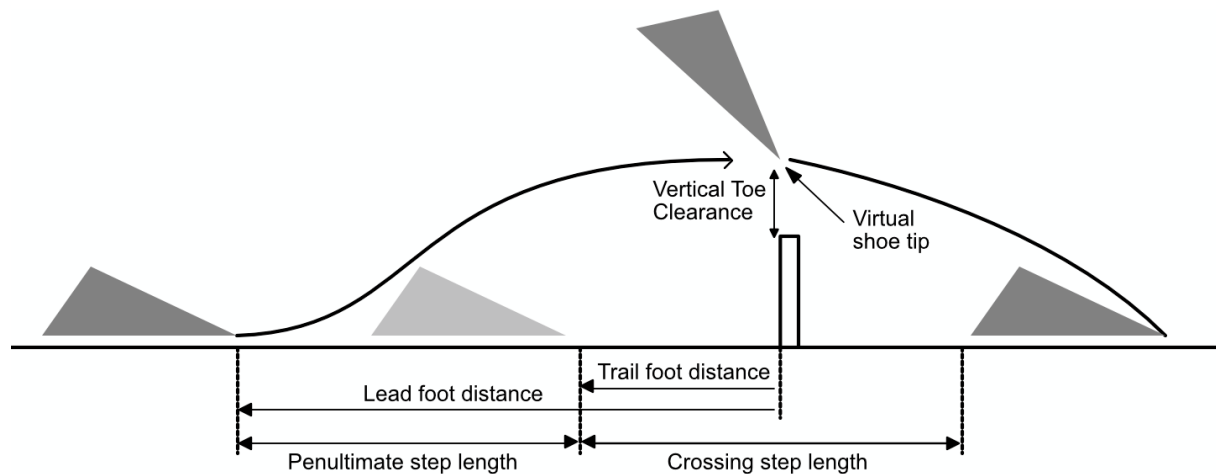 Vertical Toe
Clearance
Virtual
shoe tip
Trail foot distance
Lead foot distance
Penultimate step length
Crossing step length